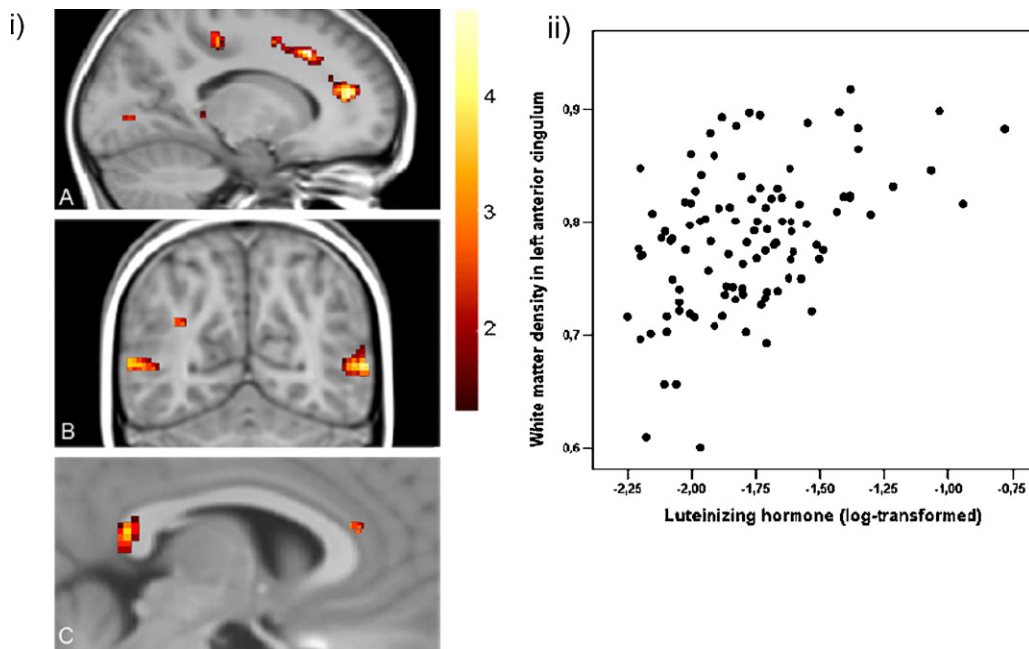 i)
A
B
C
4
3
2
ii)
White matter density in left anterior cingulum
0,9
0,8
0,7
0,6
-2,25 -2,00 -1,75 -1,50 -1,25 -1,00 -0,75
Luteinizing hormone (log-transformed)